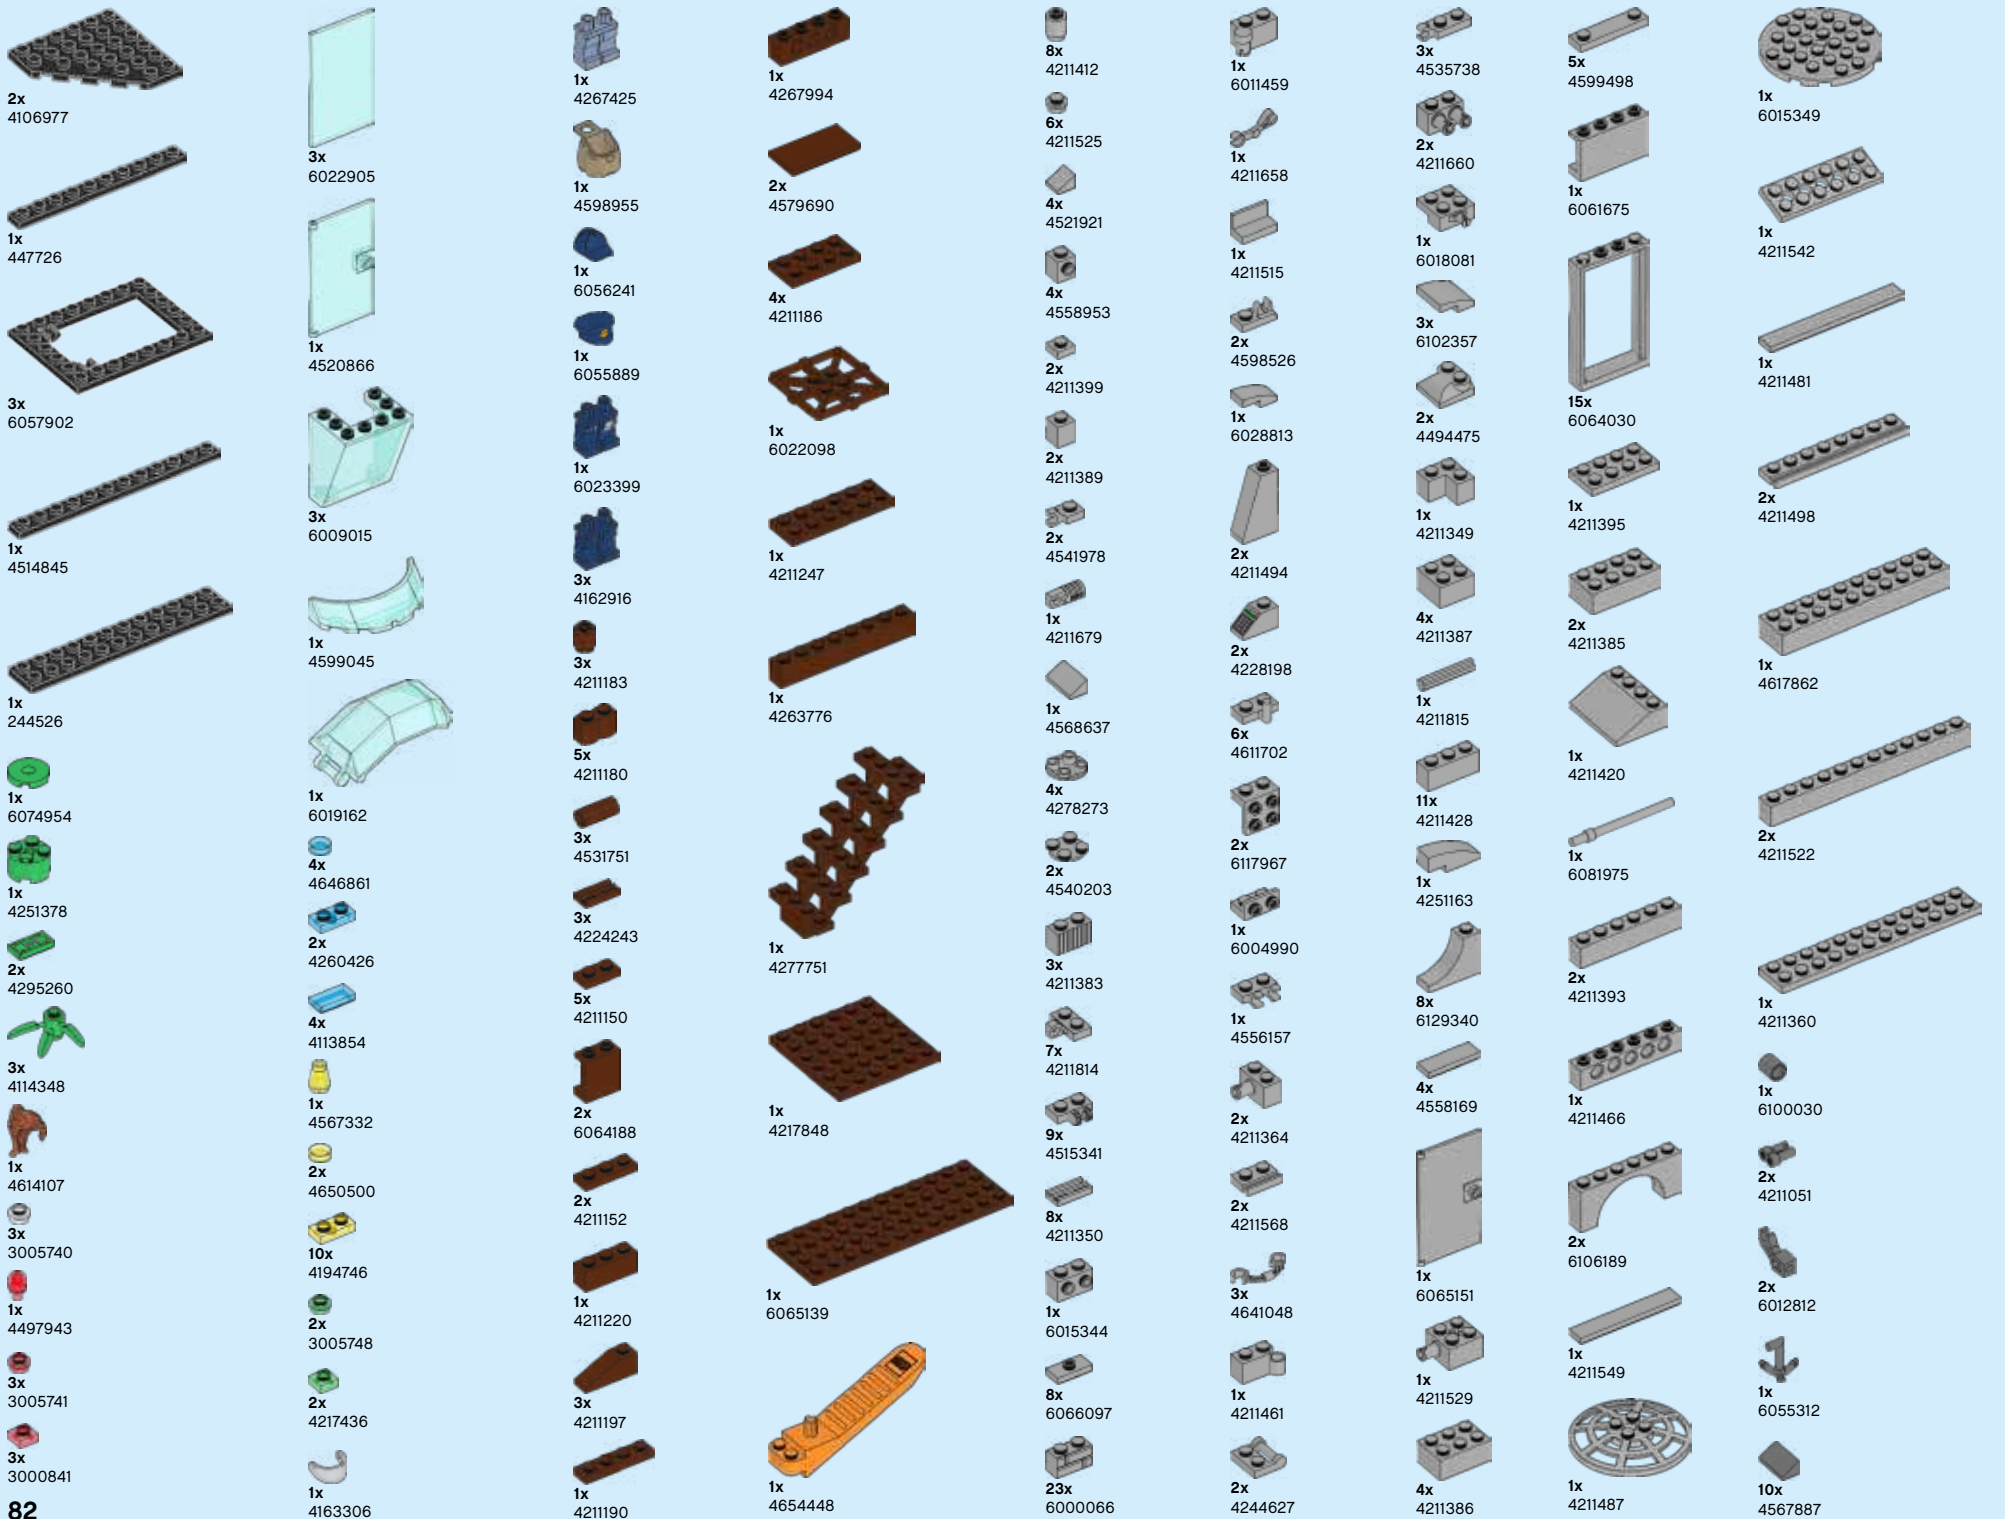 2x
4106977
1x
447726
3x
6057902
1x
4514845
1x
244526
1x
6074954
1x
4251378
2x
4295260
3x
4114348
1x
4614107
3x
3005740
1x
4497943
3x
3005741
3x
3000841
82
3x
6022905
1x
4520866
3x
6009015
1x
4599045
1x
6019162
4x
4646861
2x
4260426
4x
4113854
1x
4567332
2x
4650500
10x
4194746
2x
3005748
2x
4217436
1x
4163306
1x
4267425
1x
4598955
1x
6056241
1x
6055889
1x
6023399
3x
4162916
3x
4211183
5x
4211180
3x
4531751
3x
4224243
5x
4211150
2x
6064188
2x
4211152
1x
4211220
3x
4211197
1x
4211190
1x
4267994
2x
4579690
4x
4211186
1x
6022098
1x
4211247
1x
4263776
1x
4277751
1x
4217848
1x
6065139
1x
4654448
8x
4211412
6x
4211525
4x
4521921
4x
4558953
2x
4211399
2x
4211389
2x
4541978
1x
4211679
1x
4568637
4x
4278273
2x
4540203
3x
4211383
7x
4211814
9x
4515341
8x
4211350
1x
6015344
8x
6066097
23x
6000066
1x
6011459
1x
4211658
1x
4211515
2x
4598526
1x
6028813
2x
4211494
2x
4228198
6x
4611702
2x
6117967
1x
6004990
1x
4556157
2x
4211364
2x
4211568
3x
4641048
1x
4211461
2x
4244627
3x
4535738
2x
4211660
1x
6018081
3x
6102357
2x
4494475
1x
4211349
4x
4211387
1x
4211815
11x
4211428
1x
4251163
8x
6129340
4x
4558169
1x
6065151
1x
4211529
4x
4211386
5x
4599498
1x
6061675
15x
6064030
1x
4211395
2x
4211385
1x
4211420
1x
6081975
2x
4211393
1x
4211466
2x
6106189
1x
4211549
1x
4211487
1x
6015349
1x
4211542
1x
4211481
2x
4211498
1x
4617862
2x
4211522
1x
4211360
1x
6100030
2x
4211051
2x
6012812
1x
6055312
10x
4567887